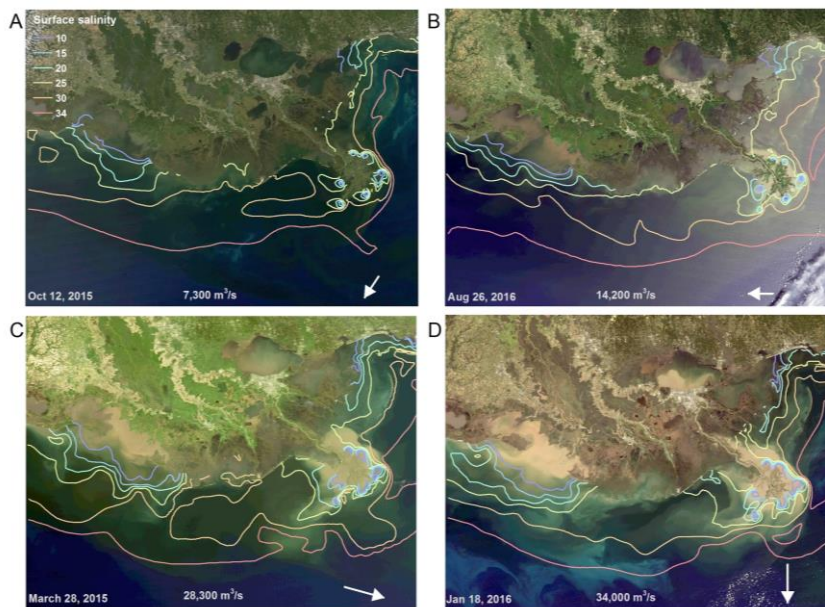 A
Surface salinity
10
15
20
25
30
34
Oct 12, 2015
7,300 m³/s
B
Aug 26, 2016
14,200 m³/s
C
March 28, 2015
28,300 m³/s
D
Jan 18, 2016
34,000 m³/s